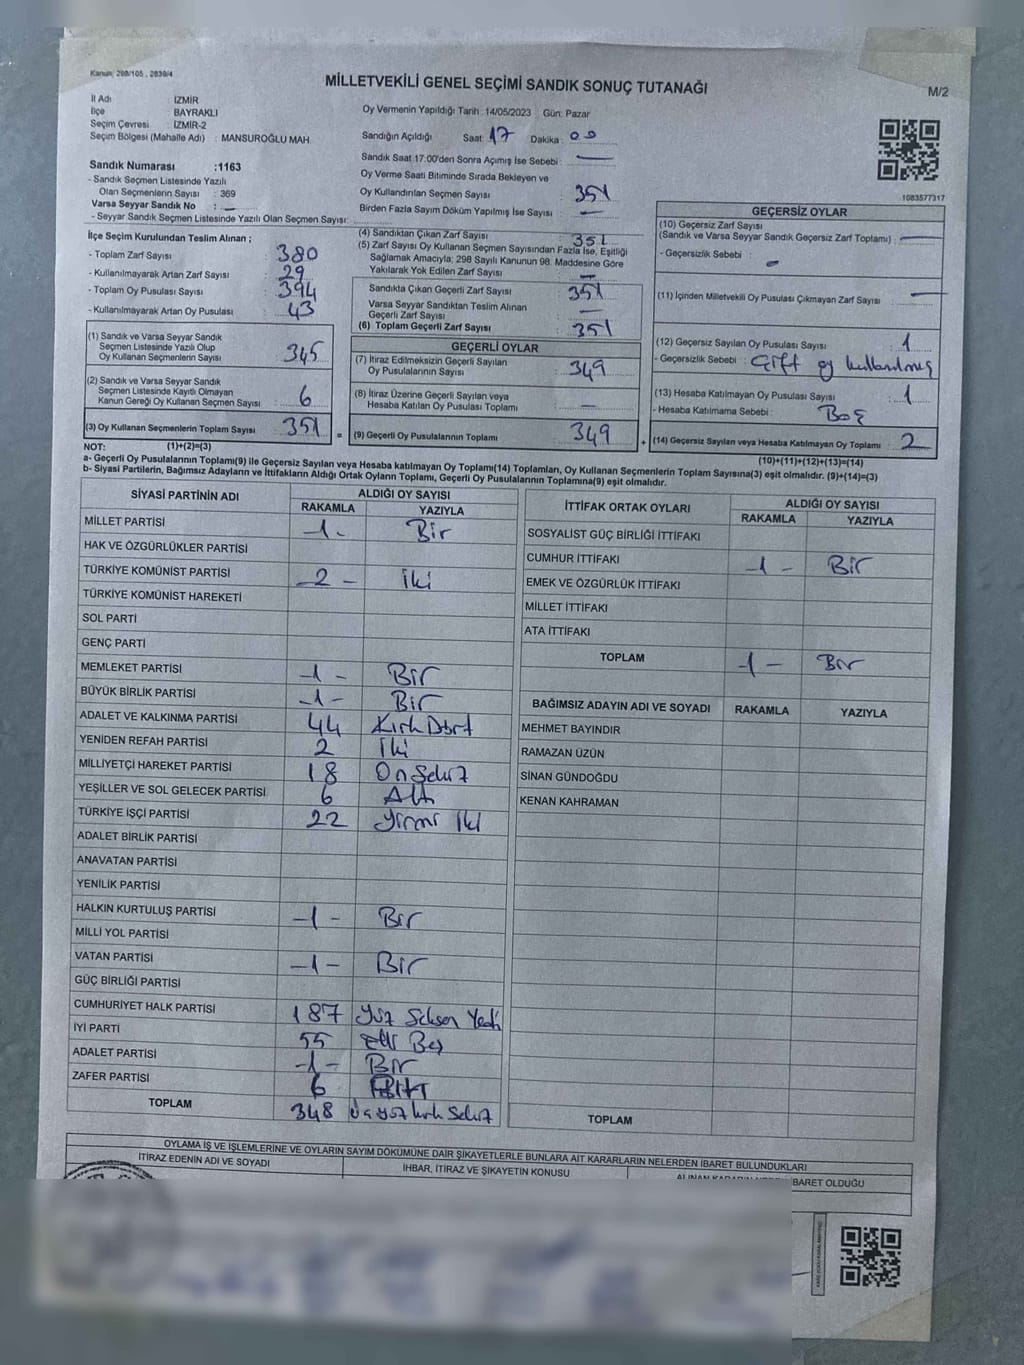 Kanun: 298/105, 2839/4
MİLLETVEKİLİ GENEL SEÇİMİ SANDIK SONUÇ TUTANAĞI
M/2
İl Adı : İZMİR
İlçe : BAYRAKLI
Seçim Çevresi : İZMİR-2
Seçim Bölgesi (Mahalle Adı) : MANSUROĞLU MAH.
Oy Vermenin Yapıldığı Tarih: 14/05/2023 Gün: Pazar
Sandığın Açıldığı Saat: 17 Dakika: 00
Sandık Saat 17.00'den Sonra Açılmış İse Sebebi : —
Oy Verme Saati Bitiminde Sırada Bekleyen ve
Oy Kullandırılan Seçmen Sayısı : 351
Birden Fazla Sayım Döküm Yapılmış İse Sayısı : —
1083577317
Sandık Numarası : 1163
- Sandık Seçmen Listesinde Yazılı
Olan Seçmenlerin Sayısı : 369
Varsa Seyyar Sandık No : —
- Seyyar Sandık Seçmen Listesinde Yazılı Olan Seçmen Sayısı:
İlçe Seçim Kurulundan Teslim Alınan ;
- Toplam Zarf Sayısı : 380
- Kullanılmayarak Artan Zarf Sayısı : 29
- Toplam Oy Pusulası Sayısı : 394
- Kullanılmayarak Artan Oy Pusulası : 43
(1) Sandık ve Varsa Seyyar Sandık
Seçmen Listesinde Yazılı Olup
Oy Kullanan Seçmenlerin Sayısı : 345
(2) Sandık ve Varsa Seyyar Sandık
Seçmen Listesinde Kayıtlı Olmayan
Kanun Gereği Oy Kullanan Seçmen Sayısı : 6
(3) Oy Kullanan Seçmenlerin Toplam Sayısı : 351
(4) Sandıktan Çıkan Zarf Sayısı : 351
(5) Zarf Sayısı Oy Kullanan Seçmen Sayısından Fazla İse, Eşitliği
Sağlamak Amacıyla; 298 Sayılı Kanunun 98. Maddesine Göre
Yakılarak Yok Edilen Zarf Sayısı : —
Sandıkta Çıkan Geçerli Zarf Sayısı : 351
Varsa Seyyar Sandıktan Teslim Alınan
Geçerli Zarf Sayısı : —
(6) Toplam Geçerli Zarf Sayısı : 351
GEÇERLİ OYLAR
(7) İtiraz Edilmeksizin Geçerli Sayılan
Oy Pusulalarının Sayısı : 349
(8) İtiraz Üzerine Geçerli Sayılan veya
Hesaba Katılan Oy Pusulası Toplamı : —
= (9) Geçerli Oy Pusulalarının Toplamı : 349
GEÇERSİZ OYLAR
(10) Geçersiz Zarf Sayısı
(Sandık ve Varsa Seyyar Sandık Geçersiz Zarf Toplamı) : —
- Geçersizlik Sebebi : —
(11) İçinden Milletvekili Oy Pusulası Çıkmayan Zarf Sayısı : —
(12) Geçersiz Sayılan Oy Pusulası Sayısı : 1
- Geçersizlik Sebebi : Çift oy kullanılmış
(13) Hesaba Katılmayan Oy Pusulası Sayısı : 1
- Hesaba Katılmama Sebebi : Boş
+ (14) Geçersiz Sayılan veya Hesaba Katılmayan Oy Toplamı : 2
NOT: (1)+(2)=(3)
(10)+(11)+(12)+(13)=(14)
a- Geçerli Oy Pusulalarının Toplamı(9) ile Geçersiz Sayılan veya Hesaba katılmayan Oy Toplamı(14) Toplamları, Oy Kullanan Seçmenlerin Toplam Sayısına(3) eşit olmalıdır. (9)+(14)=(3)
b- Siyasi Partilerin, Bağımsız Adayların ve İttifakların Aldığı Ortak Oyların Toplamı, Geçerli Oy Pusulalarının Toplamına(9) eşit olmalıdır.
SİYASİ PARTİNİN ADI ALDIĞI OY SAYISI
RAKAMLA YAZIYLA
MİLLET PARTİSİ -1- Bir
HAK VE ÖZGÜRLÜKLER PARTİSİ
TÜRKİYE KOMÜNİST PARTİSİ -2- iki
TÜRKİYE KOMÜNİST HAREKETİ
SOL PARTİ
GENÇ PARTİ
MEMLEKET PARTİSİ -1- Bir
BÜYÜK BİRLİK PARTİSİ -1- Bir
ADALET VE KALKINMA PARTİSİ 44 Kırk Dört
YENİDEN REFAH PARTİSİ 2 İki
MİLLİYETÇİ HAREKET PARTİSİ 18 On Sekiz
YEŞİLLER VE SOL GELECEK PARTİSİ 6 Altı
TÜRKİYE İŞÇİ PARTİSİ 22 yirmi iki
ADALET BİRLİK PARTİSİ
ANAVATAN PARTİSİ
YENİLİK PARTİSİ
HALKIN KURTULUŞ PARTİSİ -1- Bir
MİLLİ YOL PARTİSİ
VATAN PARTİSİ -1- Bir
GÜÇ BİRLİĞİ PARTİSİ
CUMHURİYET HALK PARTİSİ 187 yüz Seksen Yedi
İYİ PARTİ 55 Elli Beş
ADALET PARTİSİ -1- Bir
ZAFER PARTİSİ 6
TOPLAM 348 üçyüz kırk Sekiz
İTTİFAK ORTAK OYLARI ALDIĞI OY SAYISI
RAKAMLA YAZIYLA
SOSYALİST GÜÇ BİRLİĞİ İTTİFAKI
CUMHUR İTTİFAKI -1- Bir
EMEK VE ÖZGÜRLÜK İTTİFAKI
MİLLET İTTİFAKI
ATA İTTİFAKI
TOPLAM -1- Bir
BAĞIMSIZ ADAYIN ADI VE SOYADI RAKAMLA YAZIYLA
MEHMET BAYINDIR
RAMAZAN ÜZÜN
SİNAN GÜNDOĞDU
KENAN KAHRAMAN
TOPLAM
OYLAMA İŞ VE İŞLEMLERİNE VE OYLARIN SAYIM DÖKÜMÜNE DAİR ŞİKAYETLERLE BUNLARA AİT KARARLARIN NELERDEN İBARET BULUNDUKLARI
İTİRAZ EDENİN ADI VE SOYADI İHBAR, İTİRAZ VE ŞİKAYETİN KONUSU BARET OLDUĞU